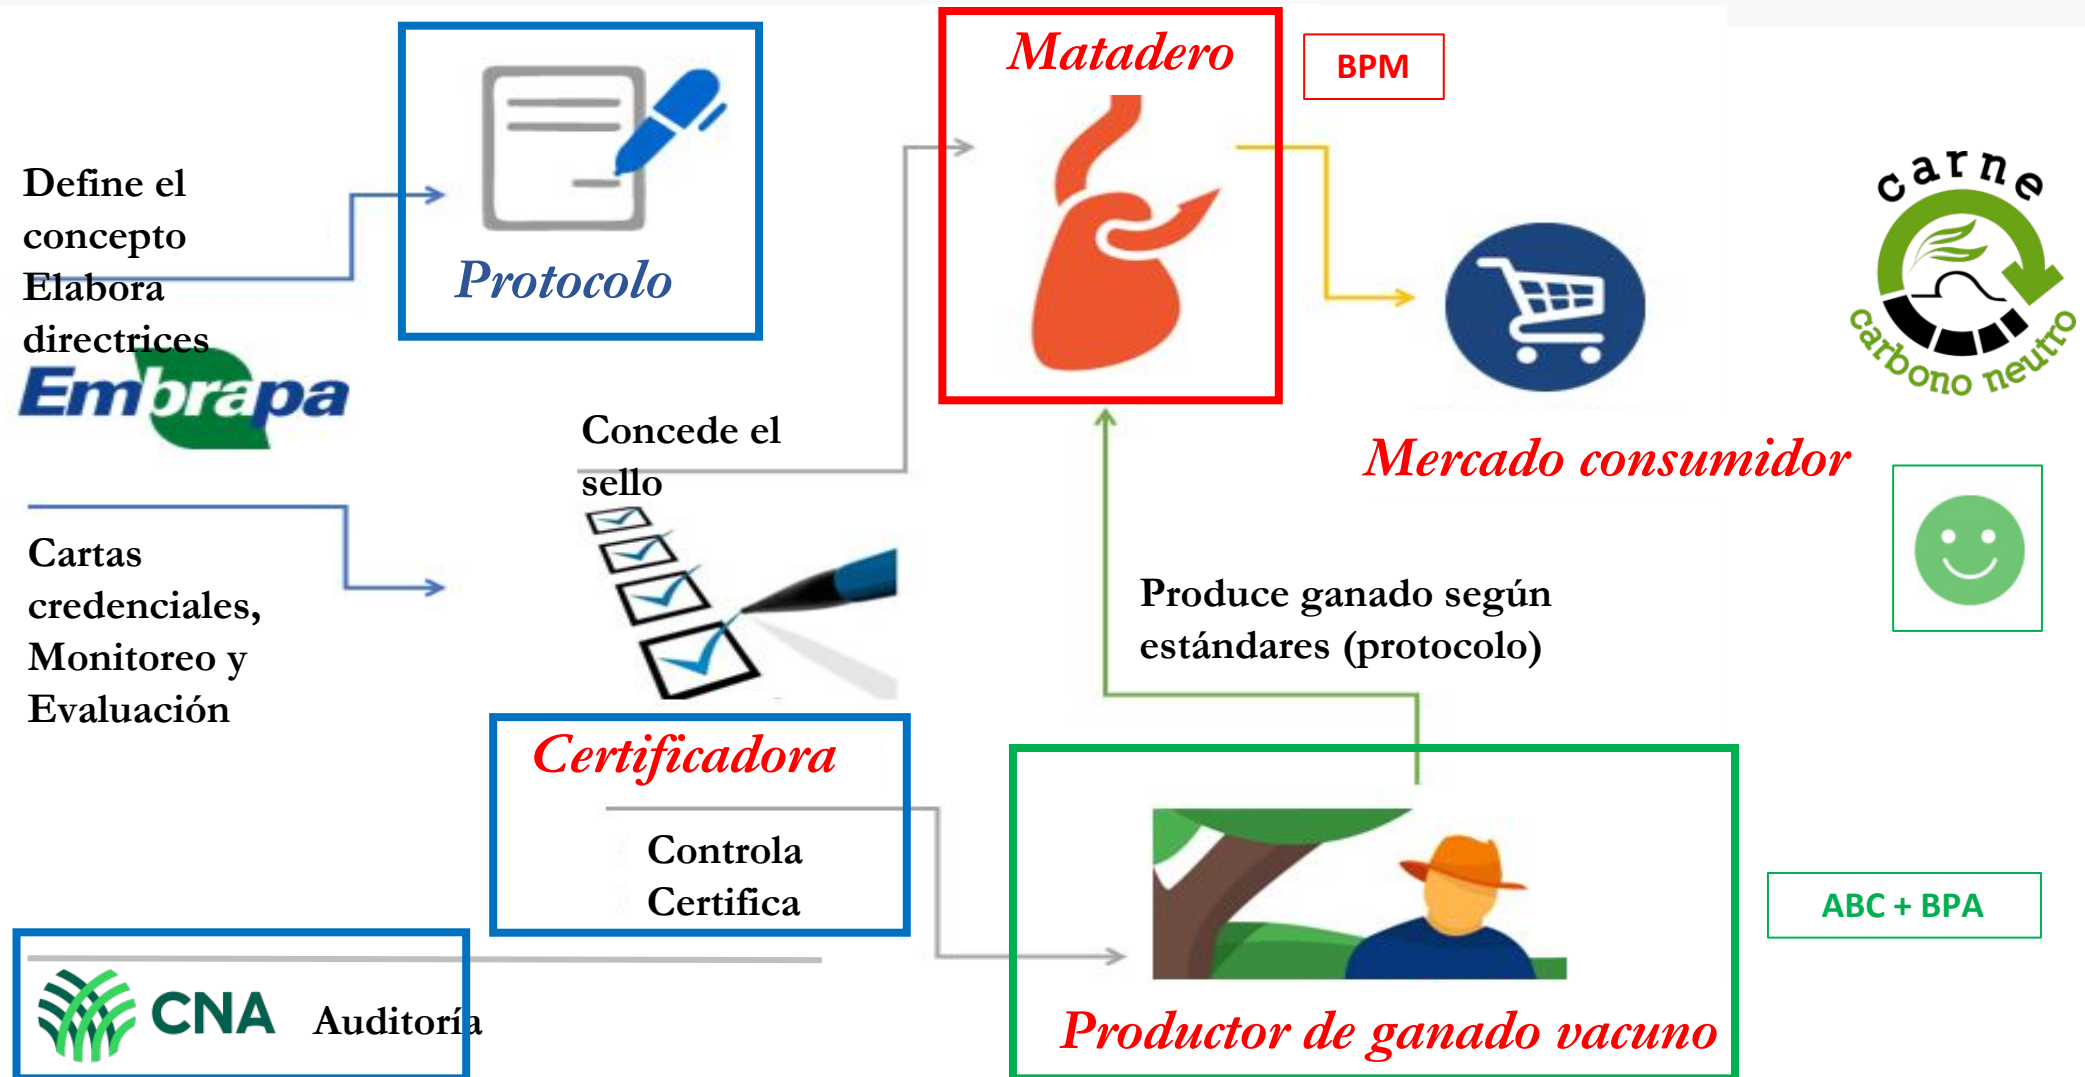 Define el
concepto
Elabora
directrices
Embrapa
Protocolo
Matadero
BPM
carne
carbono neutro
Mercado consumidor
Concede el
sello
Cartas
credenciales,
Monitoreo y
Evaluación
Produce ganado según
estándares (protocolo)
Certificadora
Controla
Certifica
ABC + BPA
CNA
Auditoría
Productor de ganado vacuno